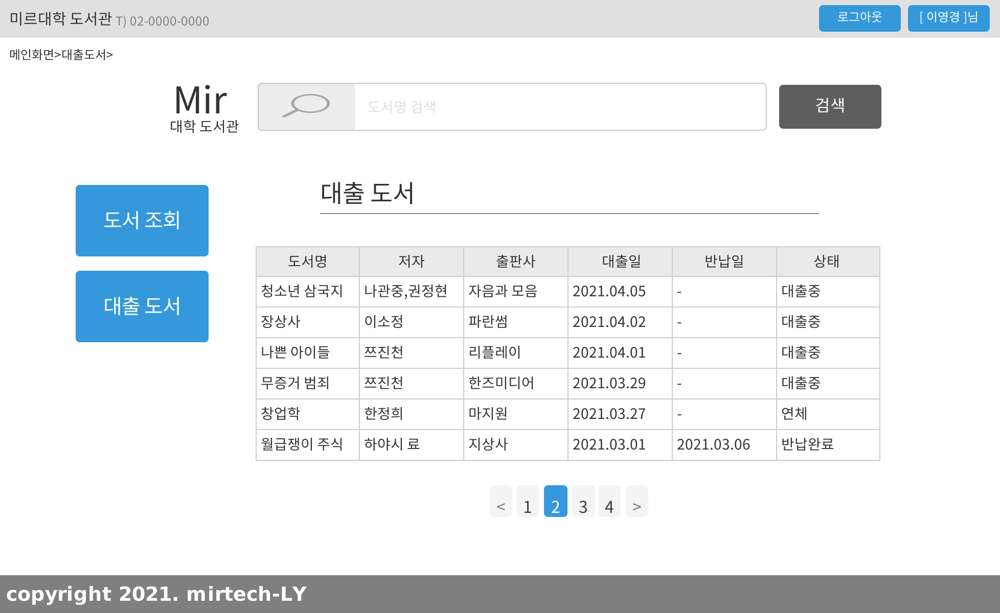 미르대학 도서관 T) 02-0000-0000
로그아웃
[ 이영경 ]님
메인화면>대출도서>
Mir
대학 도서관
도서명 검색
검색
도서 조회
대출 도서
대출 도서
도서명 저자 출판사 대출일 반납일 상태
청소년 삼국지 나관중,권정현 자음과 모음 2021.04.05 - 대출중
장상사 이소정 파란썸 2021.04.02 - 대출중
나쁜 아이들 쯔진천 리플레이 2021.04.01 - 대출중
무증거 범죄 쯔진천 한즈미디어 2021.03.29 - 대출중
창업학 한정희 마지원 2021.03.27 - 연체
월급쟁이 주식 하야시 료 지상사 2021.03.01 2021.03.06 반납완료
< 1 2 3 4 >
copyright 2021. mirtech-LY